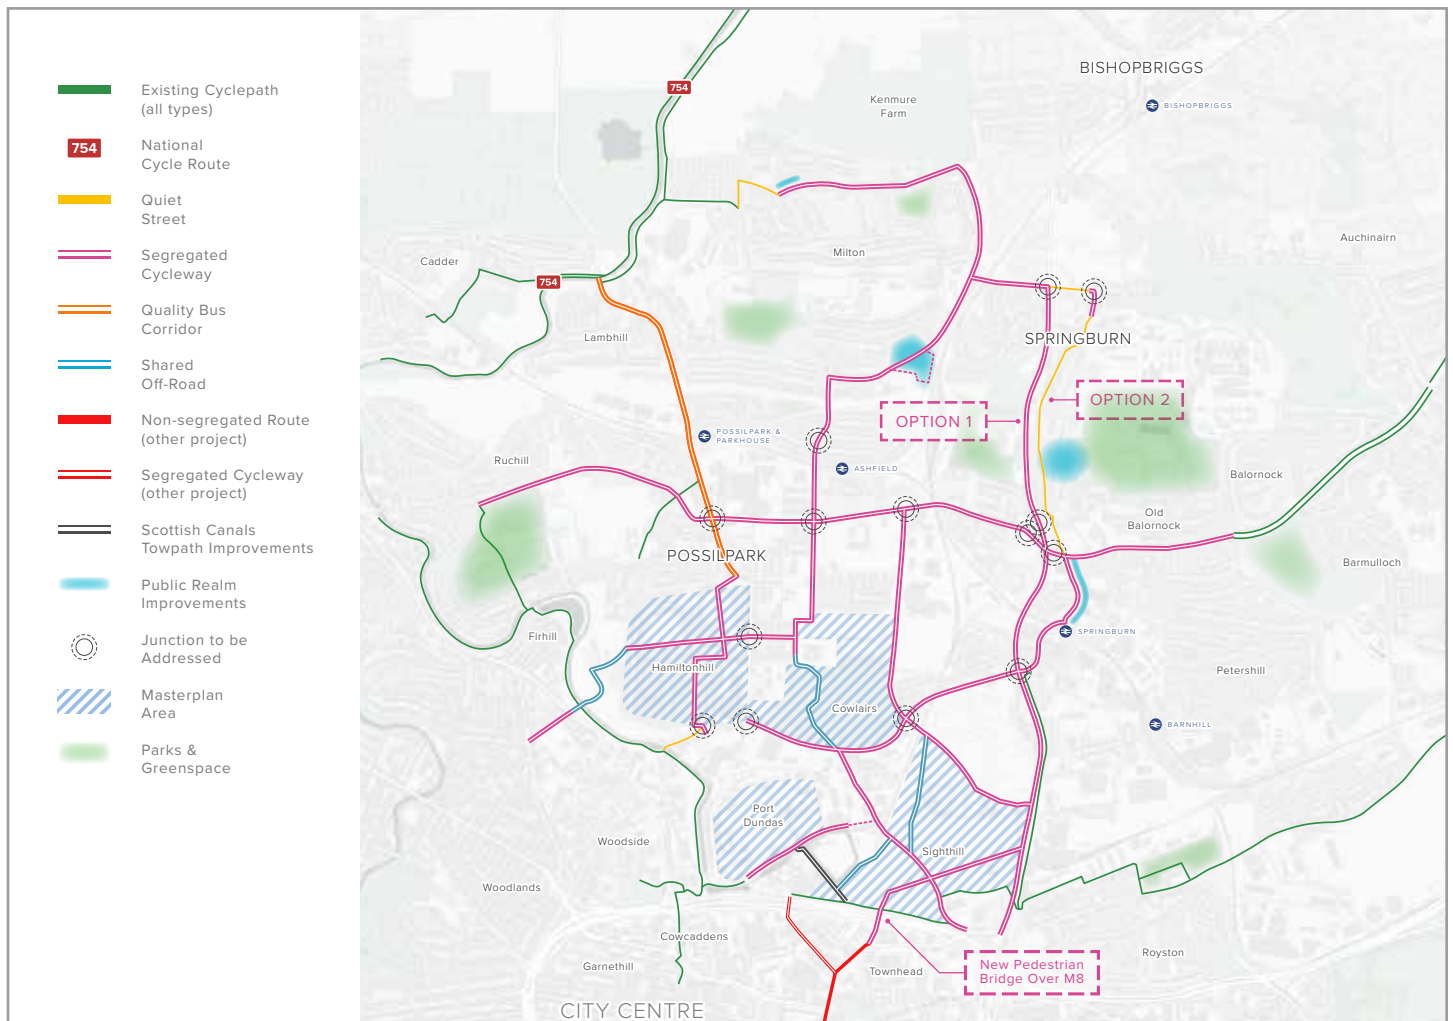 Existing Cyclepath
(all types)
754
National
Cycle Route
Quiet
Street
Segregated
Cycleway
Quality Bus
Corridor
Shared
Off-Road
Non-segregated Route
(other project)
Segregated Cycleway
(other project)
Scottish Canals
Towpath Improvements
Public Realm
Improvements
Junction to be
Addressed
Masterplan
Area
Parks &
Greenspace
BISHOPBRIGGS
754
Kenmure
Farm
BISHOPBRIGGS
Auchinairn
Milton
Cadder
754
Lambhill
SPRINGBURN
OPTION 2
OPTION 1
POSSILPARK &
PARKHOUSE
Ruchill
ASHFIELD
Balornock
Old
Balornock
POSSILPARK
Barmulloch
Firhill
SPRINGBURN
Hamiltonhill
Petershill
Cowlairs
BARNHILL
Port
Dundas
Woodside
Sighthill
Woodlands
Cowcaddens
Royston
Garnethill
Townhead
New Pedestrian
Bridge Over M8
CITY CENTRE